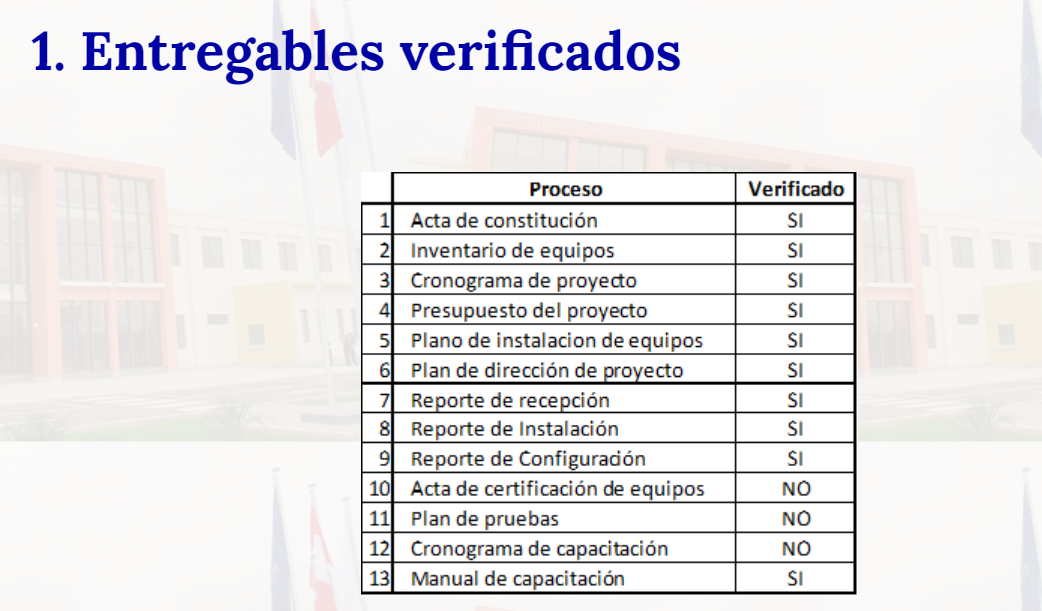 1. Entregables verificados
Proceso Verificado
1 Acta de constitución SI
2 Inventario de equipos SI
3 Cronograma de proyecto SI
4 Presupuesto del proyecto SI
5 Plano de instalacion de equipos SI
6 Plan de dirección de proyecto SI
7 Reporte de recepción SI
8 Reporte de Instalación SI
9 Reporte de Configuración SI
10 Acta de certificación de equipos NO
11 Plan de pruebas NO
12 Cronograma de capacitación NO
13 Manual de capacitación SI